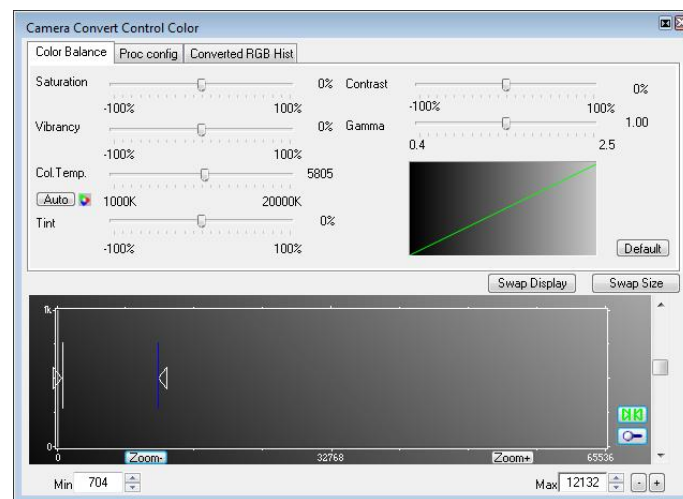 Camera Convert Control Color
Color Balance Proc config Converted RGB Hist
Saturation 0% Contrast 0%
-100% 100% -100% 100%
Vibrancy 0% Gamma 1.00
-100% 100% 0.4 2.5
Col.Temp. 5805
Auto 1000K 20000K
Tint 0%
-100% 100% Default
Swap Display Swap Size
1k
0
0 Zoom- 32768 Zoom+ 65536
Min 704 Max 12132 - +